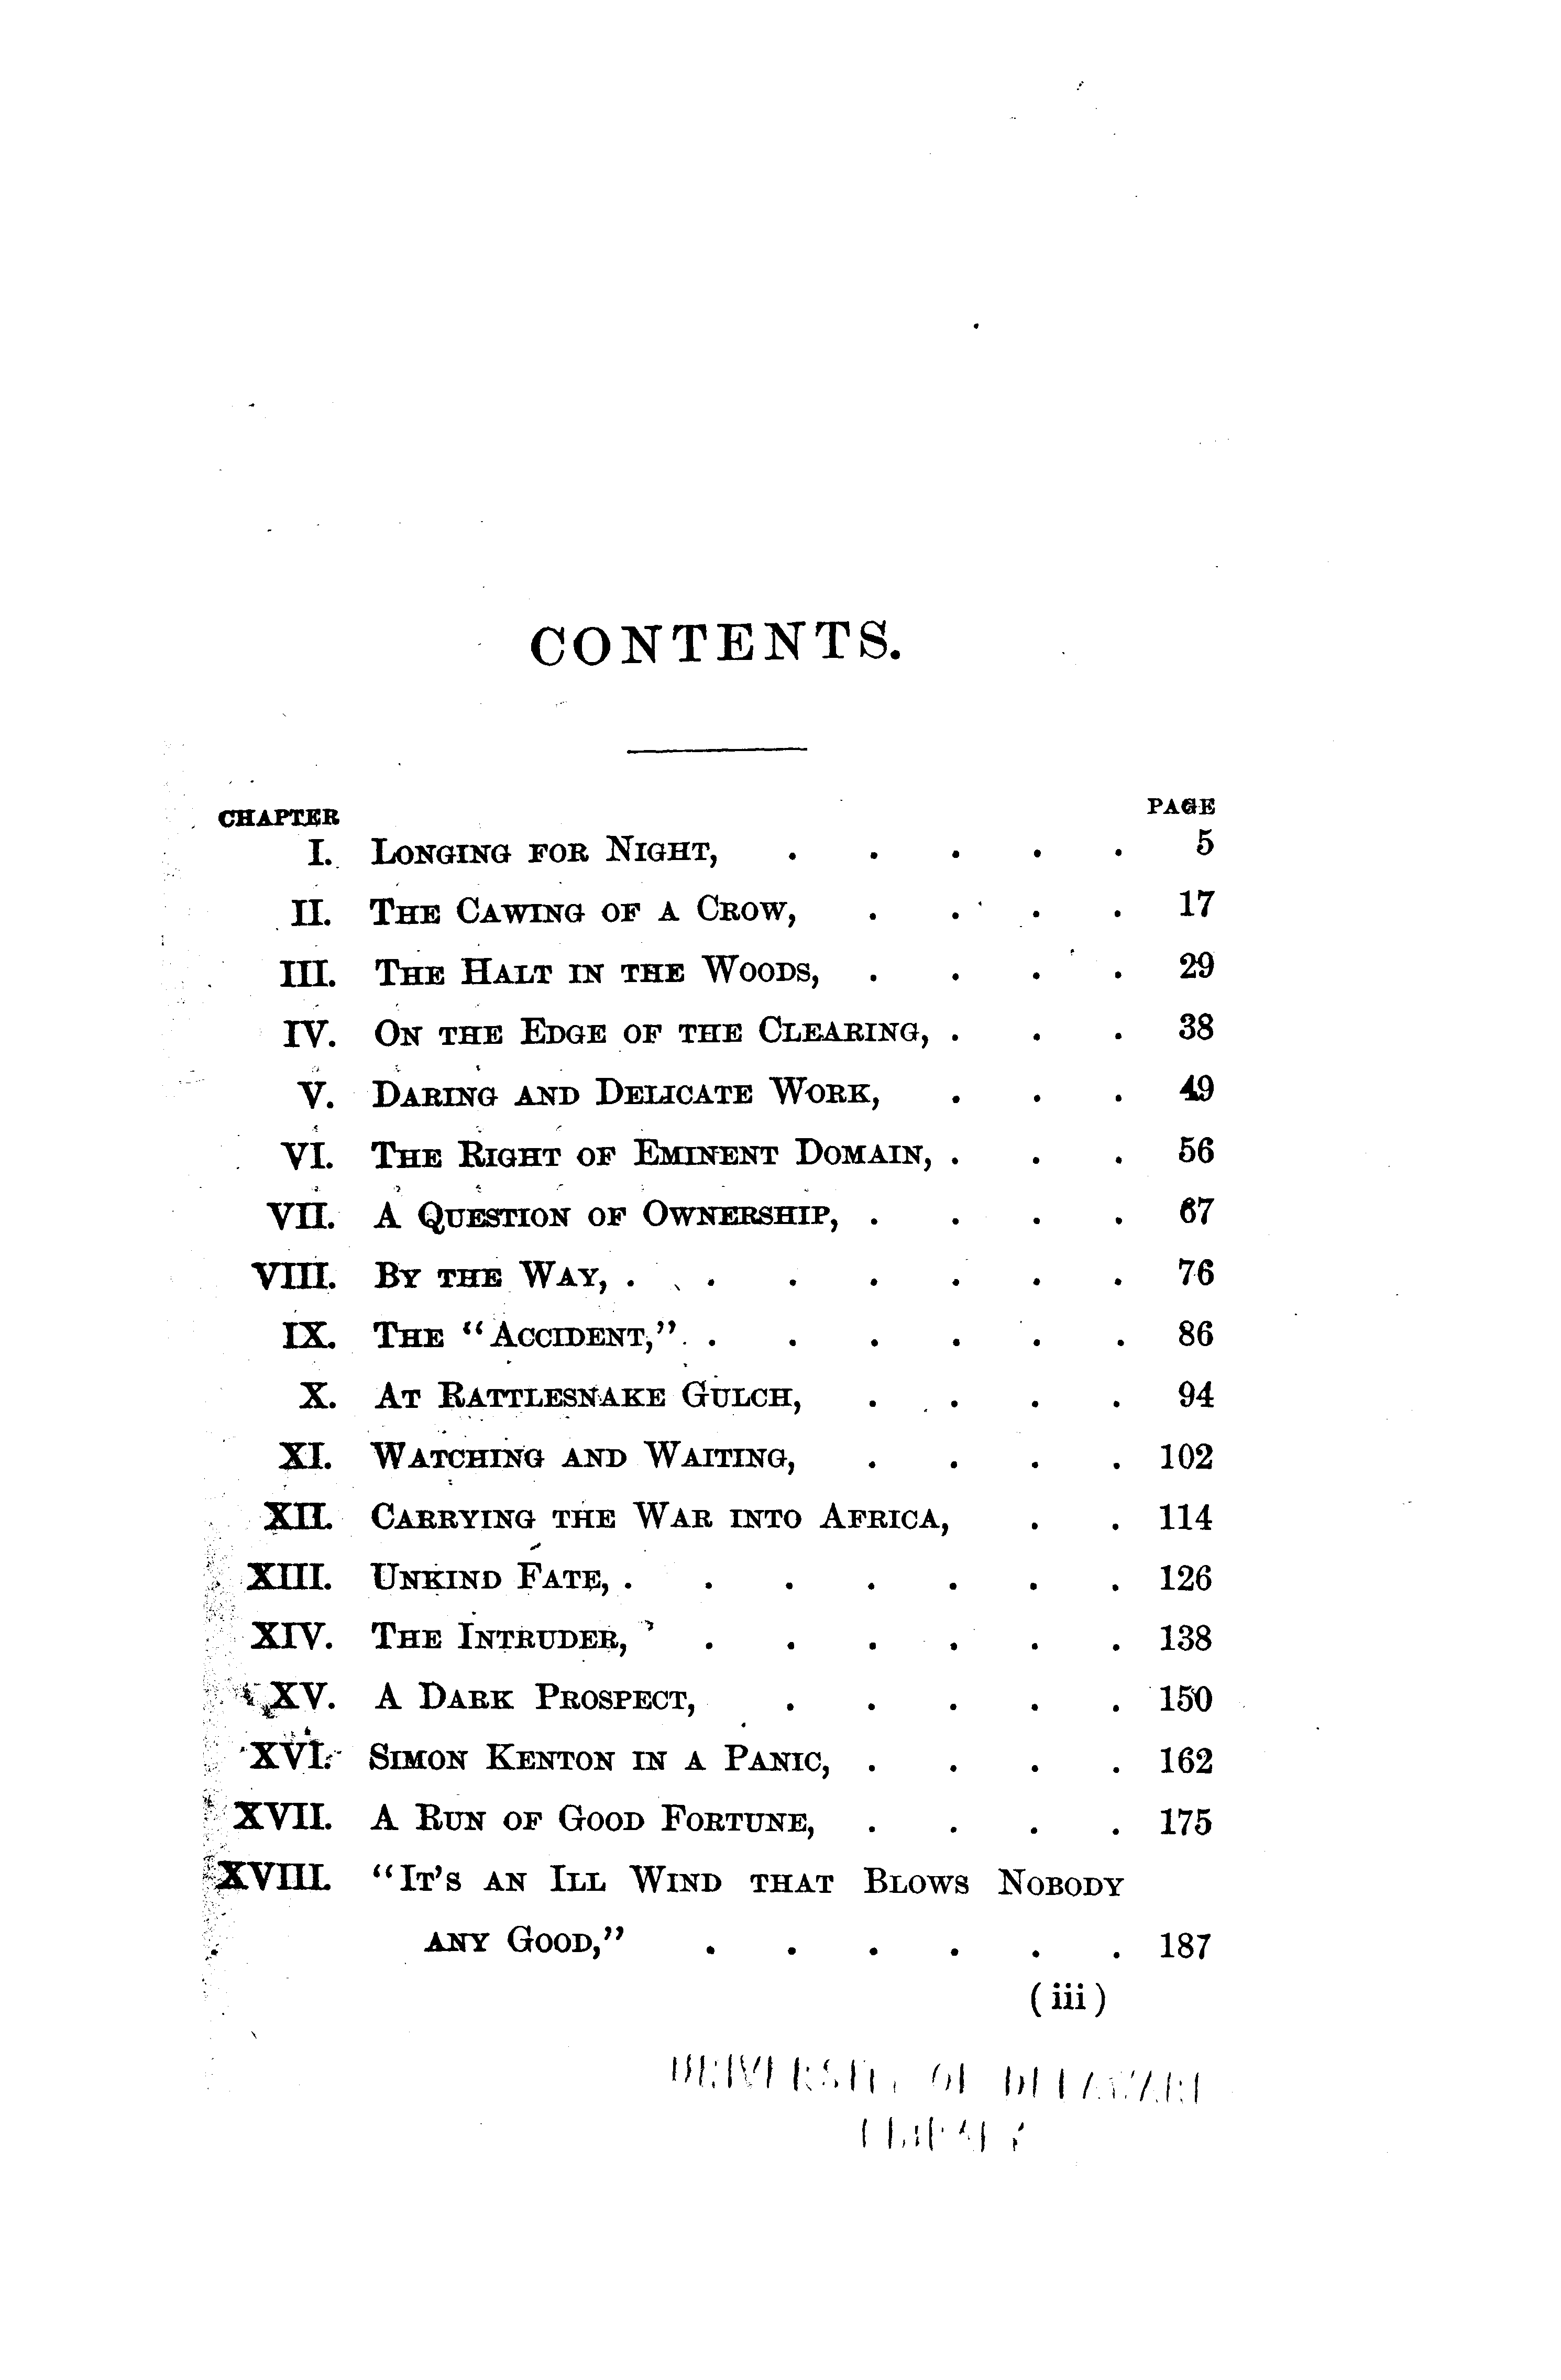 CONTENTS.
CHAPTER PAGE
I. LONGING FOR NIGHT, . . . . . 5
II. THE CAWING OF A CROW, . . . . 17
III. THE HALT IN THE WOODS, . . . . 29
IV. ON THE EDGE OF THE CLEARING, . . . 38
V. DARING AND DELICATE WORK, . . . 49
VI. THE RIGHT OF EMINENT DOMAIN, . . . 56
VII. A QUESTION OF OWNERSHIP, . . . . 67
VIII. BY THE WAY, . . . . . . . 76
IX. THE "ACCIDENT," . . . . . . 86
X. AT RATTLESNAKE GULCH, . . . . 94
XI. WATCHING AND WAITING, . . . . 102
XII. CARRYING THE WAR INTO AFRICA, . . 114
XIII. UNKIND FATE, . . . . . . . 126
XIV. THE INTRUDER, . . . . . . 138
XV. A DARK PROSPECT, . . . . . 150
XVI. SIMON KENTON IN A PANIC, . . . . 162
XVII. A RUN OF GOOD FORTUNE, . . . . 175
XVIII. "IT'S AN ILL WIND THAT BLOWS NOBODY
ANY GOOD," . . . . . . 187
(iii)
UNIVERSITY OF DELAWARE
LIBRARY